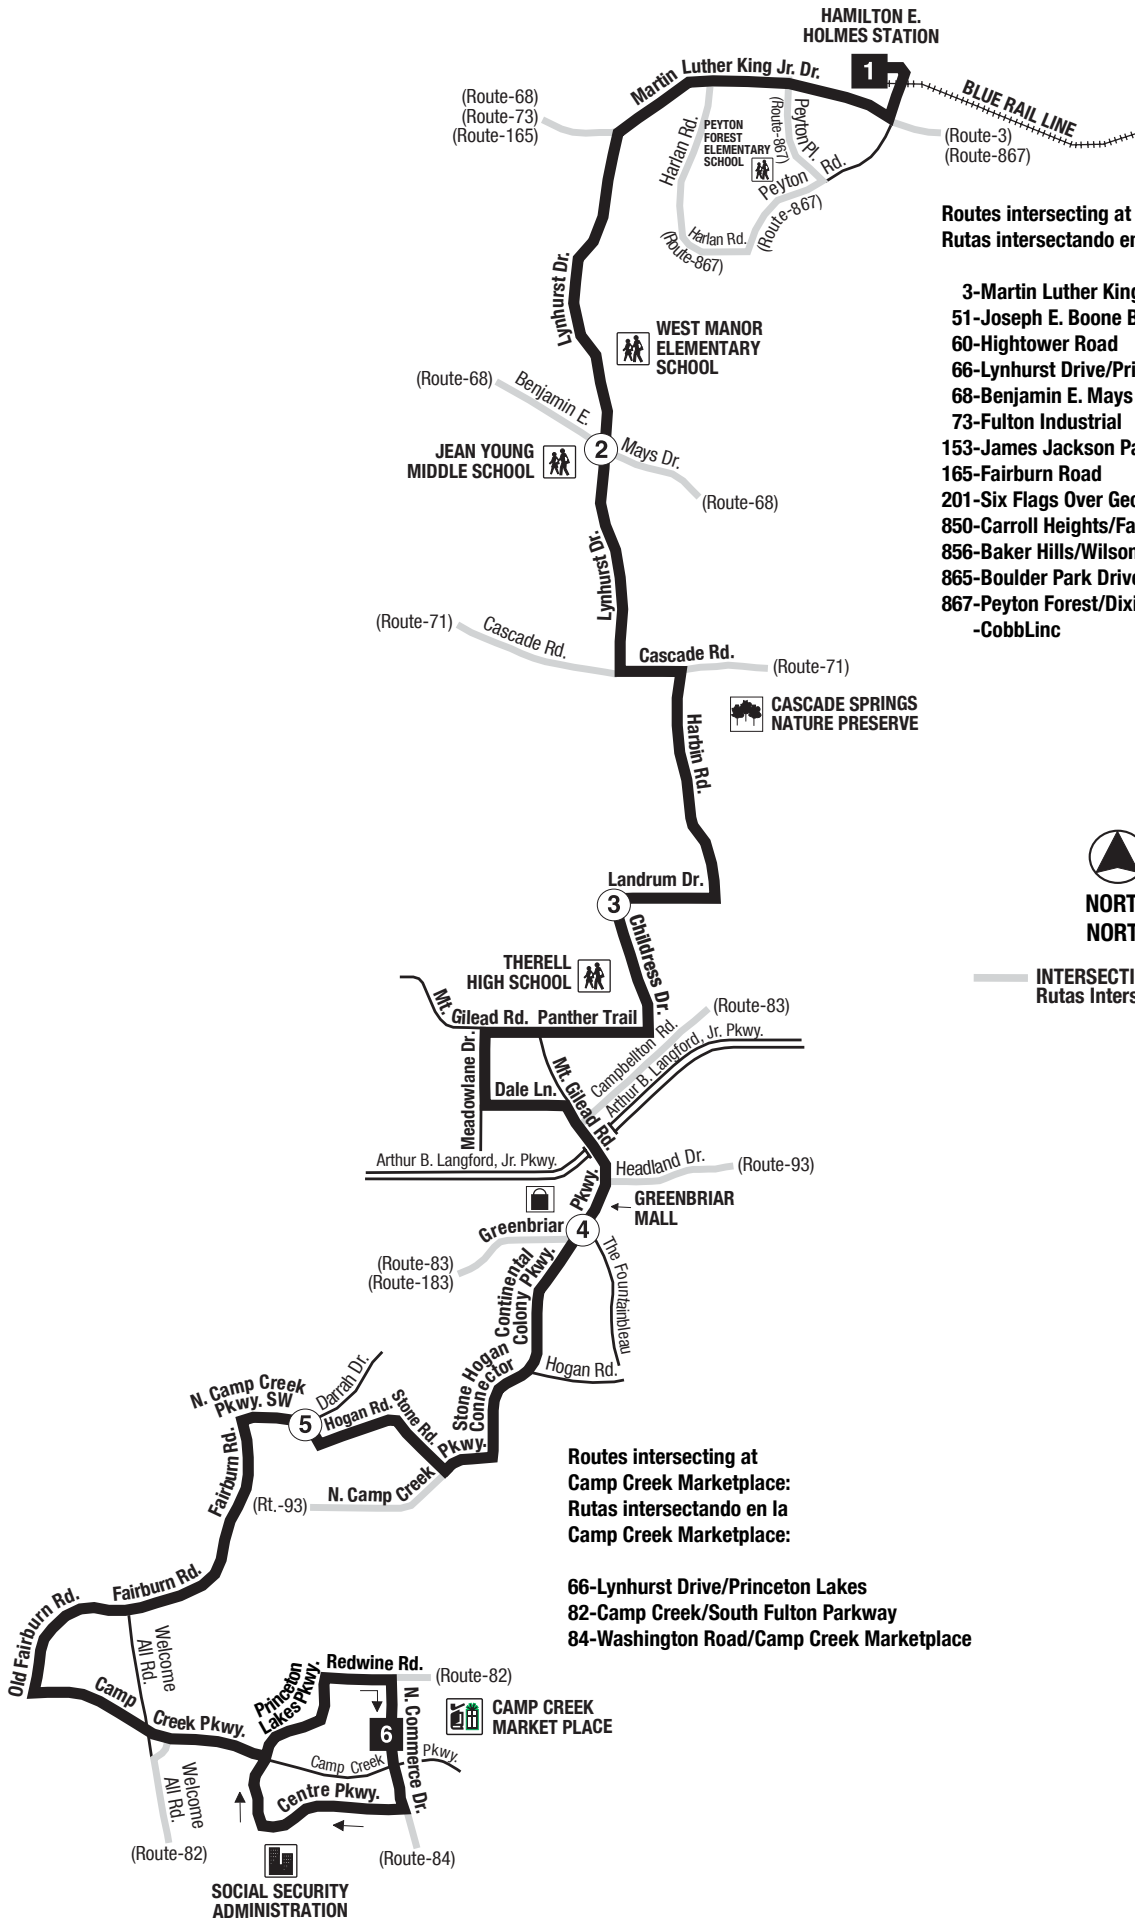 HAMILTON E.
HOLMES STATION
1
Martin Luther King Jr. Dr.
BLUE RAIL LINE
(Route-68)
(Route-73)
(Route-165)
(Route-3)
(Route-867)
Harlan Rd.
PEYTON
FOREST
ELEMENTARY
SCHOOL
Peyton Pl.
(Route-867)
Peyton Rd.
(Route-867)
Harlan Rd.
(Route-867)
Routes intersecting at
Rutas intersectando en
3-Martin Luther King
51-Joseph E. Boone B
60-Hightower Road
66-Lynhurst Drive/Pri
68-Benjamin E. Mays
73-Fulton Industrial
153-James Jackson Pa
165-Fairburn Road
201-Six Flags Over Geo
850-Carroll Heights/Fa
856-Baker Hills/Wilson
865-Boulder Park Drive
867-Peyton Forest/Dixi
-CobbLinc
Lynhurst Dr.
WEST MANOR
ELEMENTARY
SCHOOL
(Route-68)
Benjamin E.
Mays Dr.
(Route-68)
JEAN YOUNG
MIDDLE SCHOOL
2
Lynhurst Dr.
(Route-71)
Cascade Rd.
Cascade Rd.
(Route-71)
CASCADE SPRINGS
NATURE PRESERVE
Harbin Rd.
NORT
NORT
INTERSECTI
Rutas Inters
Landrum Dr.
3
Childress Dr.
THERELL
HIGH SCHOOL
Mt.
Gilead Rd.
Panther Trail
(Route-83)
Campbellton Rd.
Arthur B. Langford, Jr. Pkwy.
Meadowlane Dr.
Dale Ln.
Mt. Gilead Rd.
Arthur B. Langford, Jr. Pkwy.
Headland Dr.
(Route-93)
GREENBRIAR
MALL
Greenbriar
Pkwy.
4
(Route-83)
(Route-183)
Continental
Colony Pkwy.
The Fountainbleau
Hogan Rd.
Stone Hogan
Connector
N. Camp Creek
Pkwy. SW
Darrah Dr.
5
Hogan Rd.
Stone Rd.
N. Camp Creek
Pkwy.
(Rt.-93)
Fairburn Rd.
Routes intersecting at
Camp Creek Marketplace:
Rutas intersectando en la
Camp Creek Marketplace:
66-Lynhurst Drive/Princeton Lakes
82-Camp Creek/South Fulton Parkway
84-Washington Road/Camp Creek Marketplace
Fairburn Rd.
Old Fairburn Rd.
Welcome
All Rd.
Camp
Creek Pkwy.
Princeton
Lakes Pkwy.
Redwine Rd.
(Route-82)
CAMP CREEK
MARKET PLACE
6
N. Commerce Dr.
Camp Creek
Pkwy.
Centre Pkwy.
Welcome
All Rd.
(Route-82)
(Route-84)
SOCIAL SECURITY
ADMINISTRATION